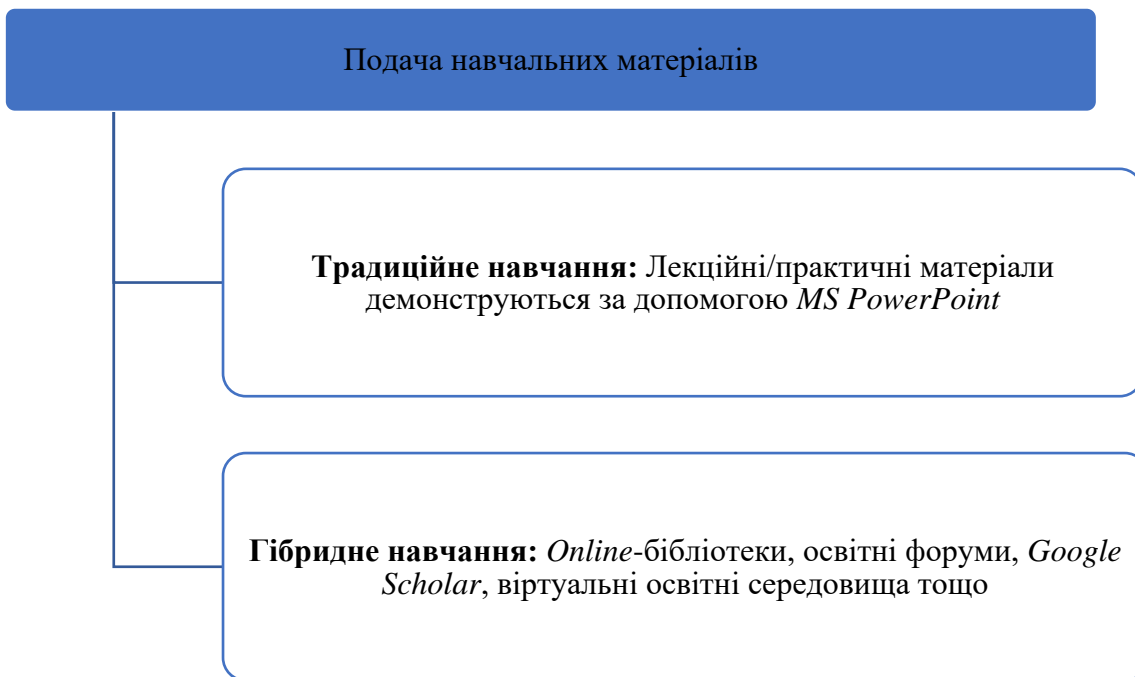 Подача навчальних матеріалів
Традиційне навчання: Лекційні/практичні матеріали
демонструються за допомогою MS PowerPoint
Гібридне навчання: Online-бібліотеки, освітні форуми, Google
Scholar, віртуальні освітні середовища тощо